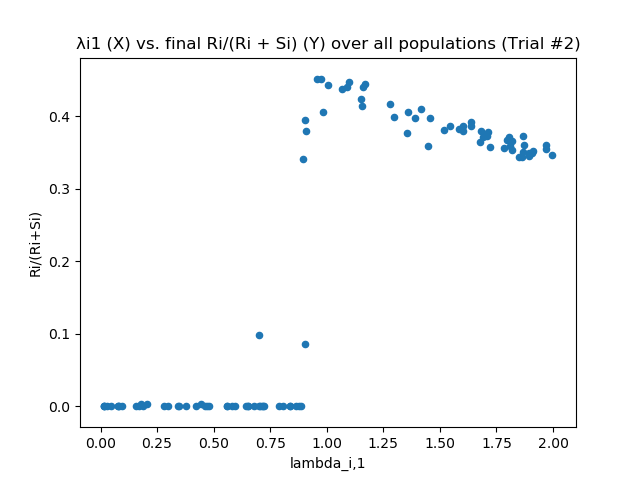 λi1 (X) vs. final Ri/(Ri + Si) (Y) over all populations (Trial #2)
0.4
0.3
0.2
0.1
0.0
Ri/(Ri+Si)
0.00 0.25 0.50 0.75 1.00 1.25 1.50 1.75 2.00
lambda_i,1